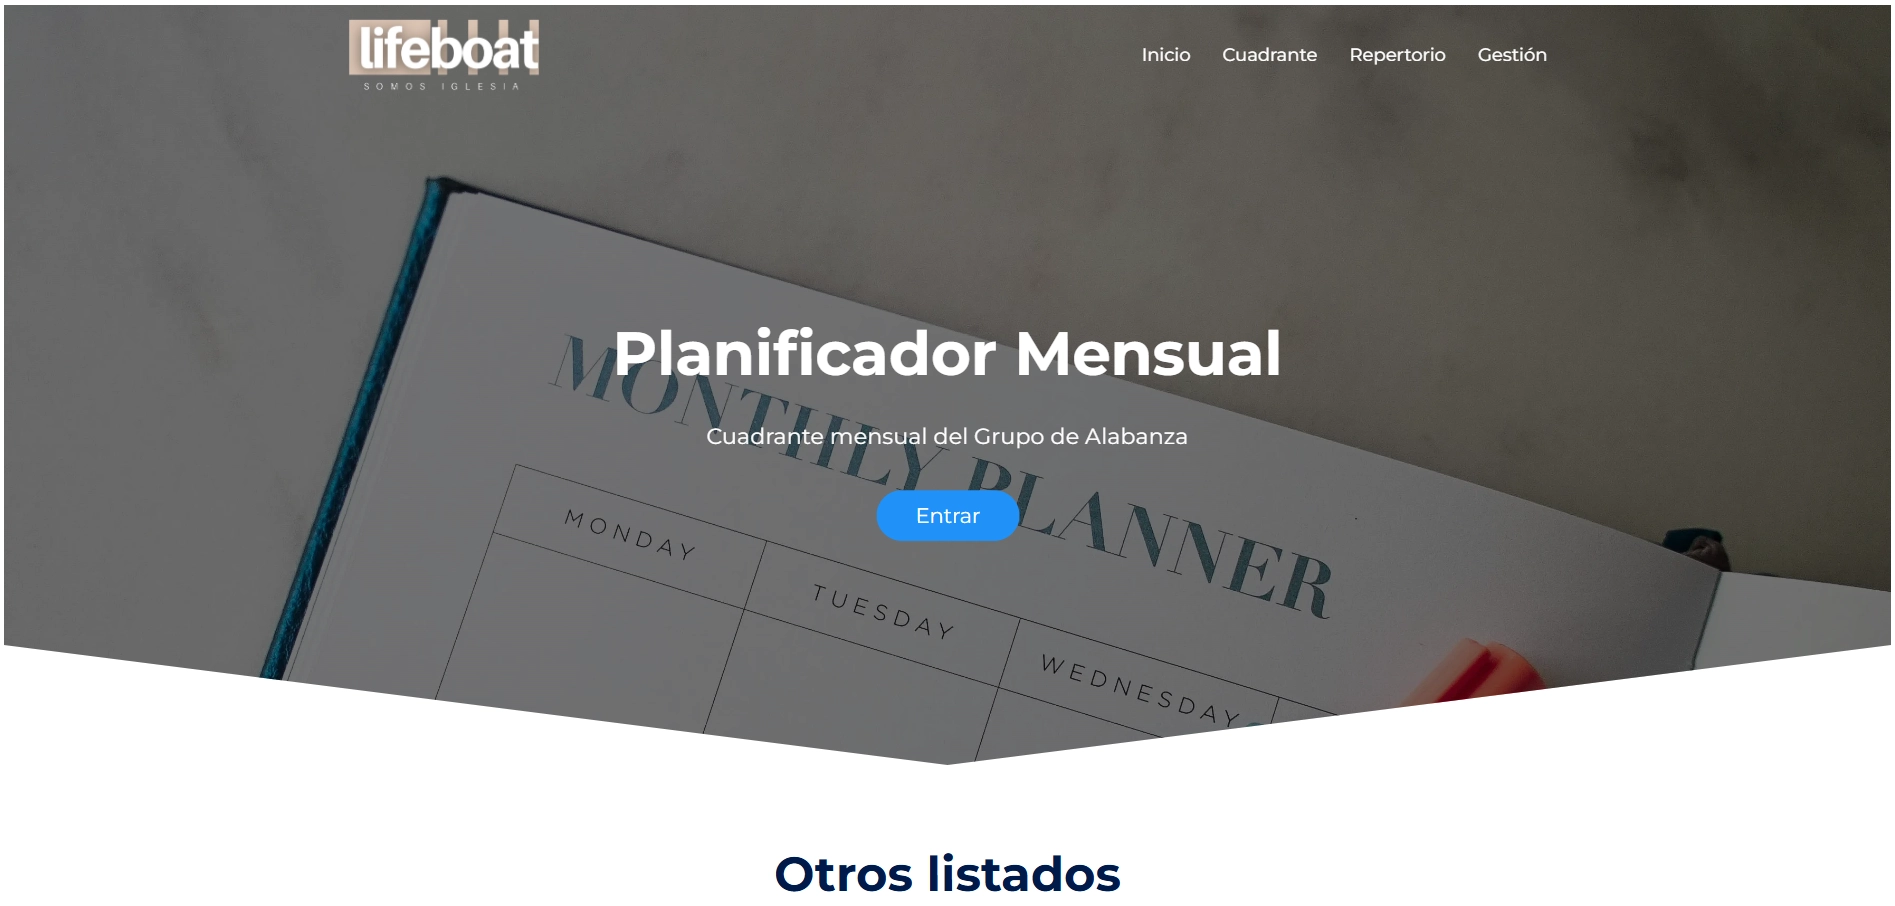 lifeboat
SOMOS IGLESIA
Inicio Cuadrante Repertorio Gestión
Planificador Mensual
MONTHLY PLANNER
Cuadrante mensual del Grupo de Alabanza
Entrar
MONDAY
TUESDAY
WEDNESDAY
Otros listados